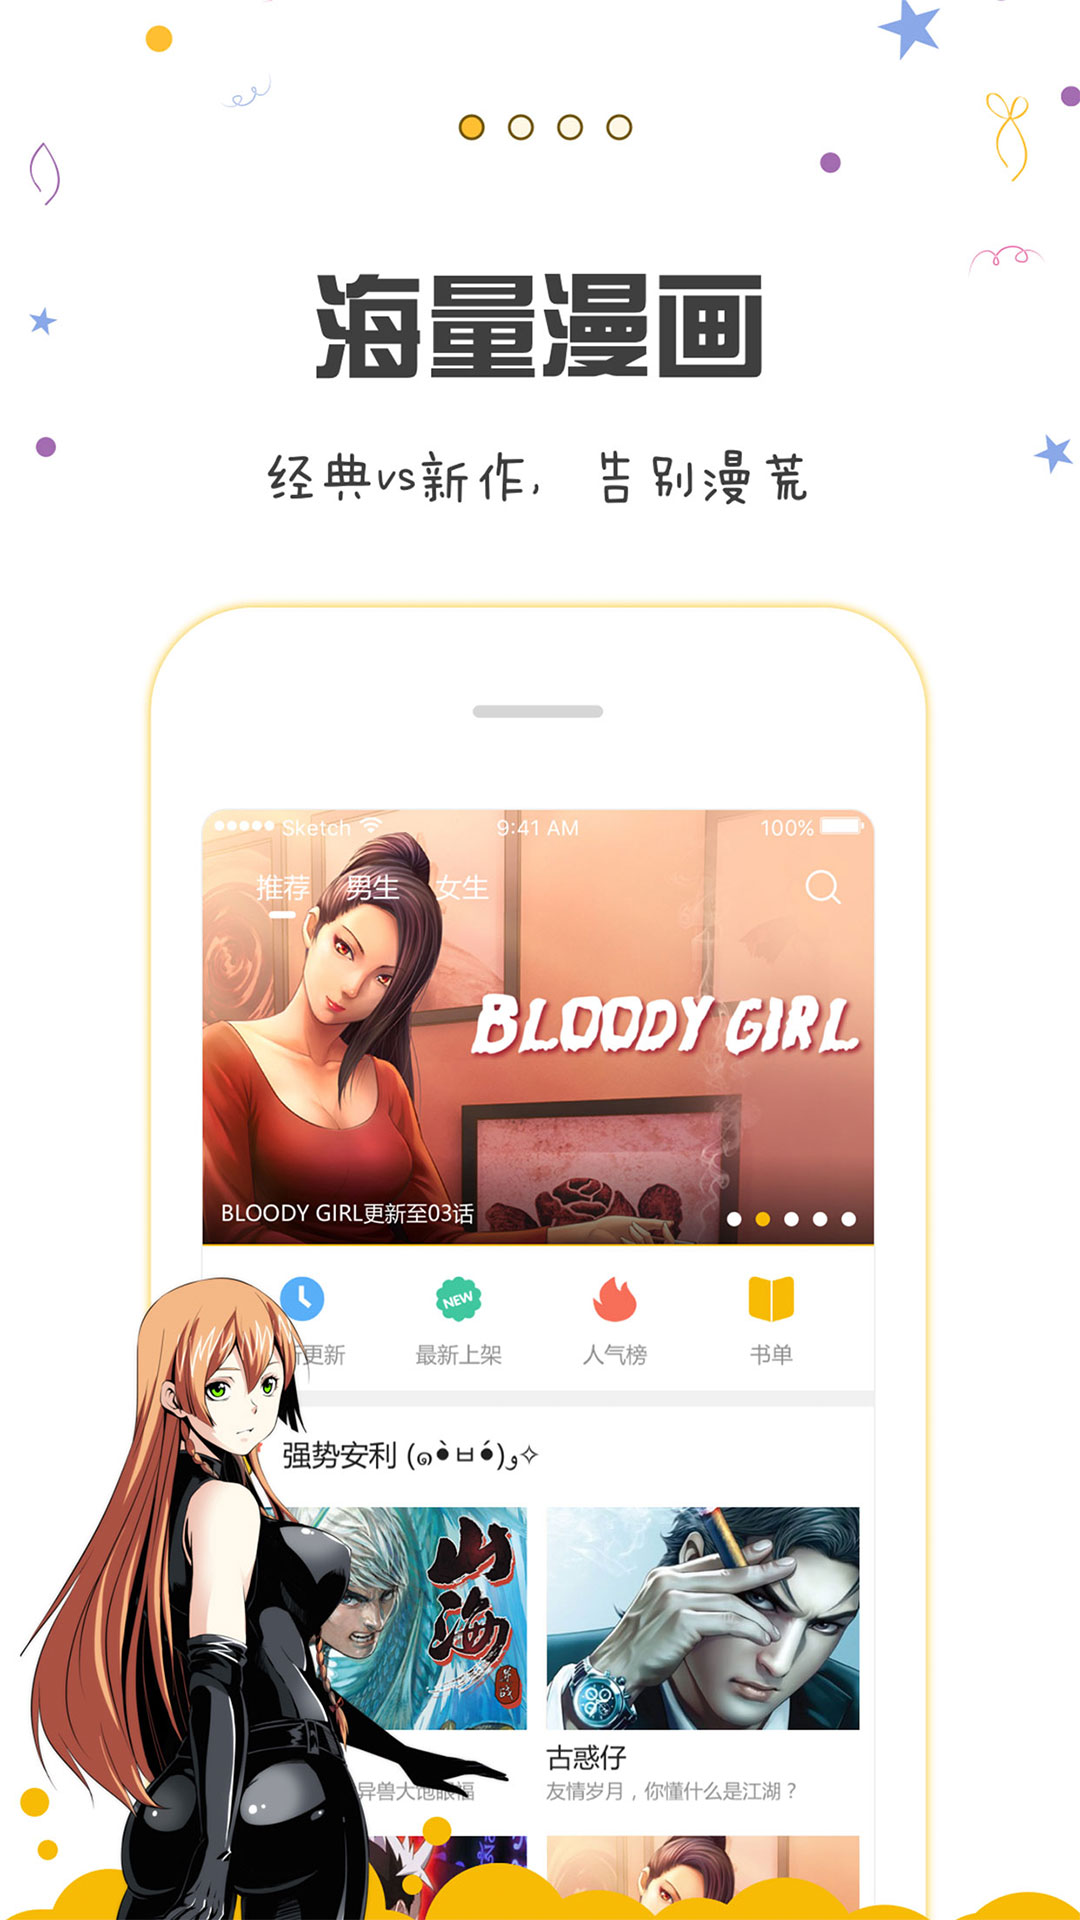 海量漫画
经典vs新作, 告别漫荒
Sketch 9:41 AM 100%
推荐 男生 女生
BLOODY GIRL
BLOODY GIRL更新至03话
更新 NEW 最新上架 人气榜 书单
强势安利 (๑•̀ㅂ•́)و✧
山海
古惑仔
异兽大饱眼福 友情岁月，你懂什么是江湖？